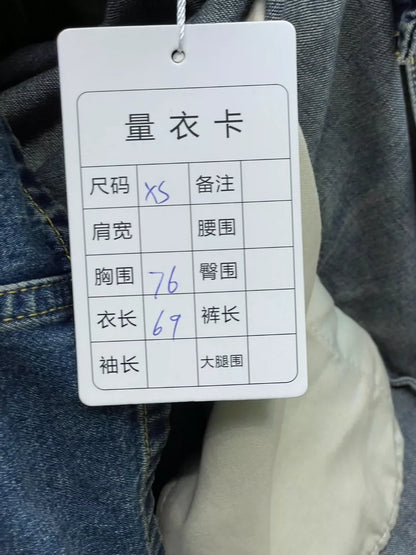 量衣卡
尺码 XS 备注
肩宽 腰围
胸围 76 臀围
衣长 69 裤长
袖长 大腿围